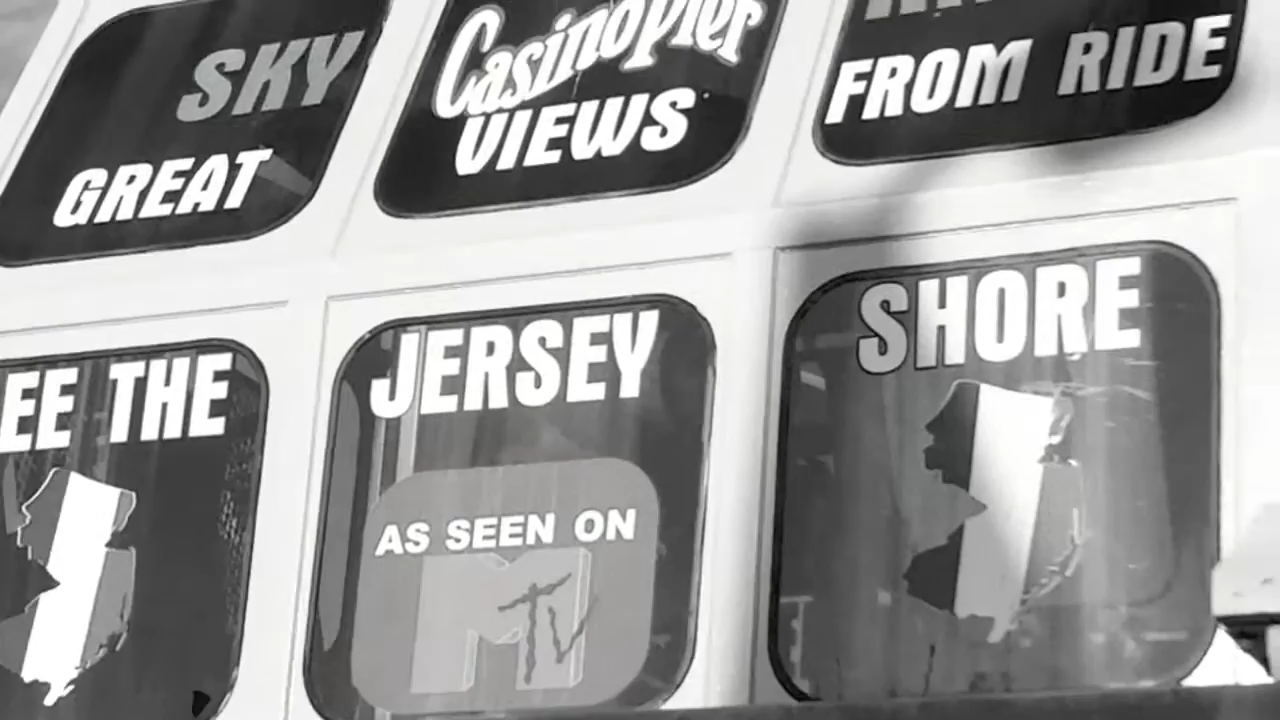 SKY
GREAT
Casinopier
VIEWS
FROM RIDE
EE THE
JERSEY
SHORE
AS SEEN ON
MTV